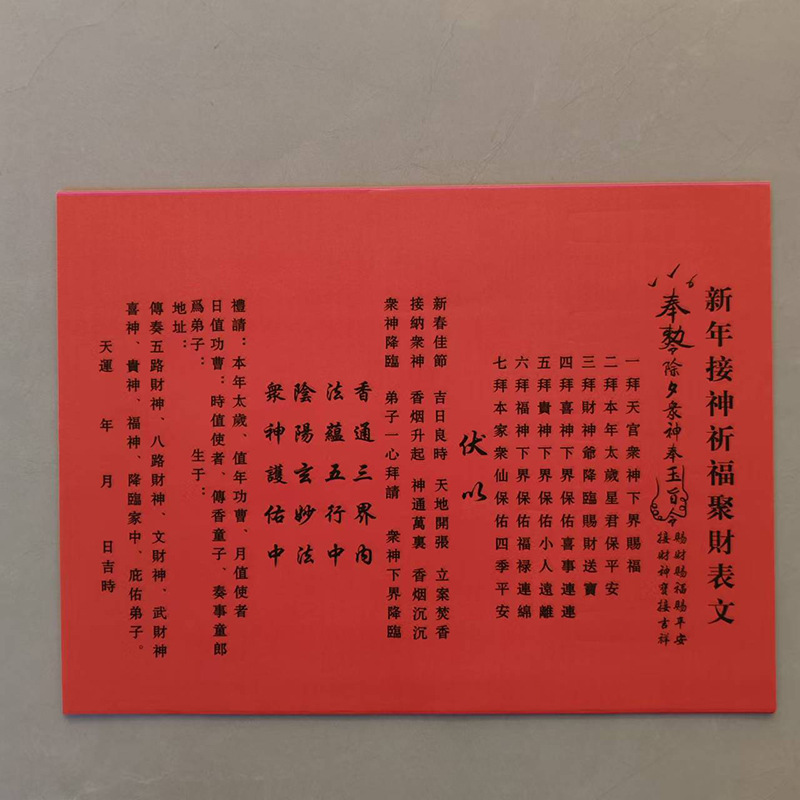 新年接神祈福聚財表文
奉勅令除夕衆神奉玉旨令
賜財賜福賜平安
接財神寶接吉祥
一拜天官衆神下界賜福
二拜本年太歲星君保平安
三拜財神爺降臨賜財送寶
四拜喜神下界保佑喜事連連
五拜貴神下界保佑小人遠離
六拜福神下界保佑福禄連綿
七拜本家衆仙保佑四季平安
伏以
新春佳節 吉日良時 天地開張 立案焚香
接納衆神 香烟升起 神通萬裏 香烟沉沉
衆神降臨 弟子一心拜請 衆神下界降臨
香通三界内
法蘊五行中
陰陽玄妙法
衆神護佑中
禮請：本年太歲、值年功曹、月值使者
日值功曹：時值使者、傳香童子、奏事童郎
爲弟子： 生于：
地址：
傳奏五路財神、八路財神、文財神、武財神
喜神、貴神、福神、降臨家中、庇佑弟子。
天運 年 月 日吉時